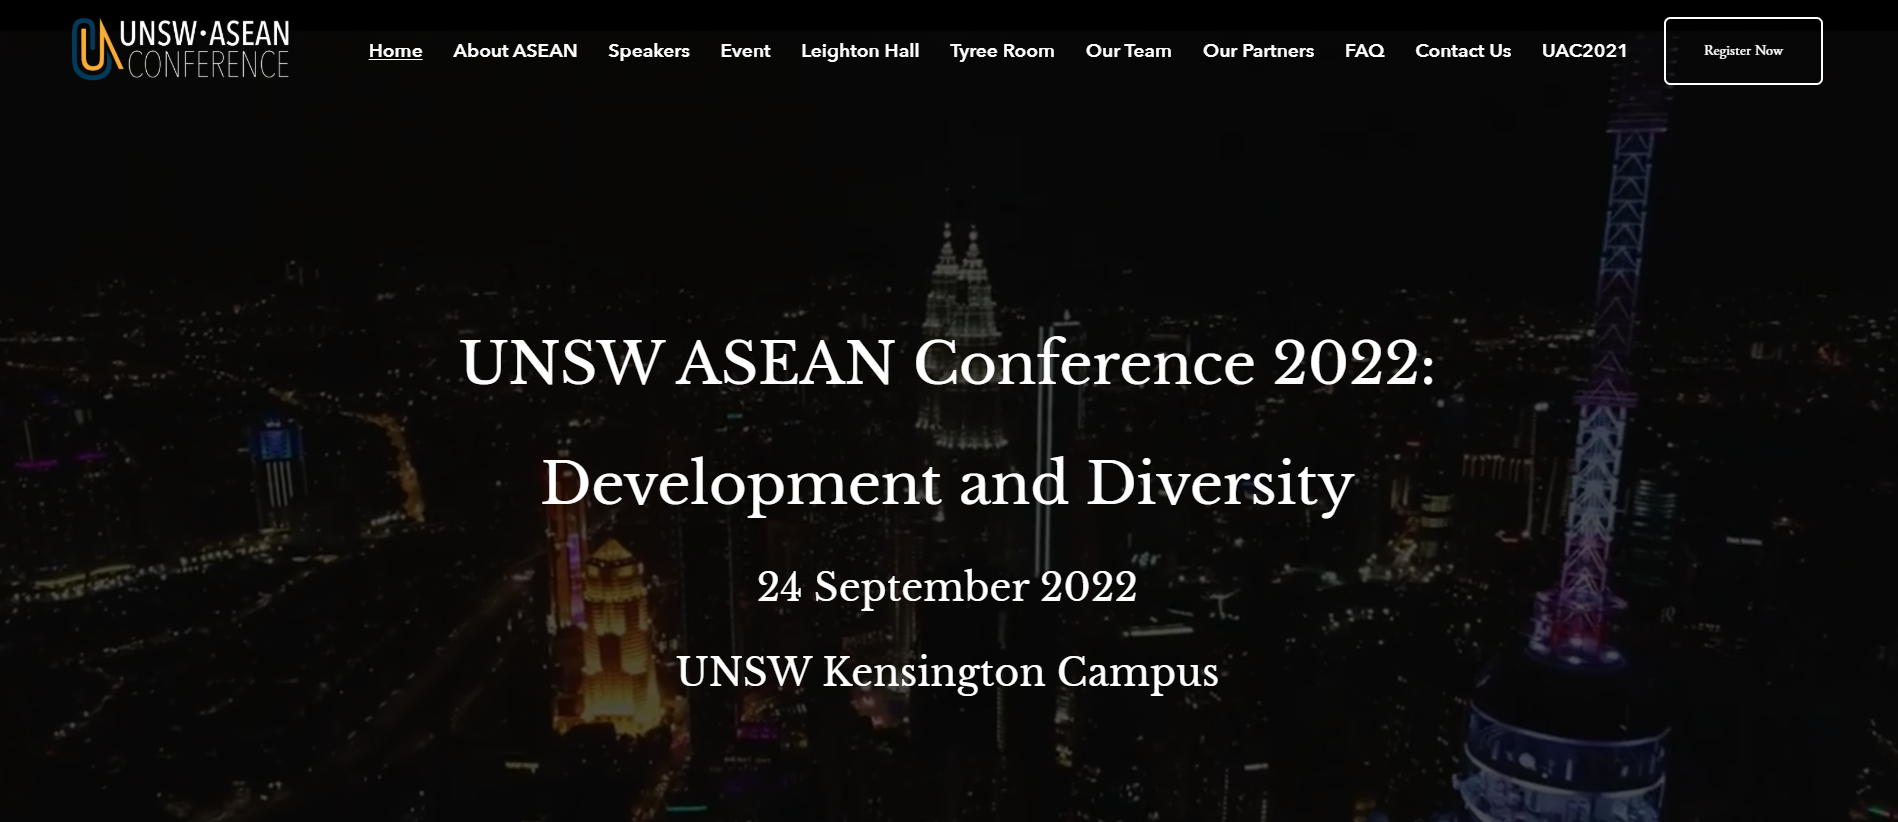 UNSW·ASEAN
CONFERENCE
Home About ASEAN Speakers Event Leighton Hall Tyree Room Our Team Our Partners FAQ Contact Us UAC2021 Register Now
UNSW ASEAN Conference 2022:
Development and Diversity
24 September 2022
UNSW Kensington Campus